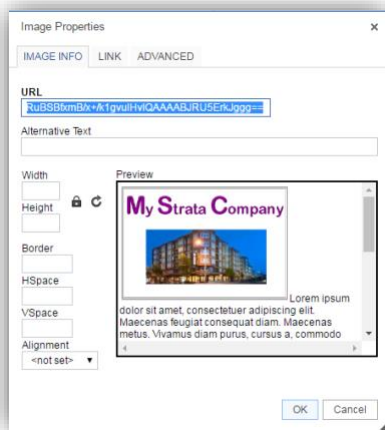 Image Properties
×
IMAGE INFO LINK ADVANCED
URL
RuBSBfxmB/x+/k1gvulHvlQAAAABJRU5ErkJggg==
Alternative Text
Width
Preview
Height
Border
HSpace
VSpace
Alignment
<not set>
My Strata Company
Lorem ipsum
dolor sit amet, consectetuer adipiscing elit.
Maecenas feugiat consequat diam. Maecenas
metus. Vivamus diam purus, cursus a, commodo
OK Cancel